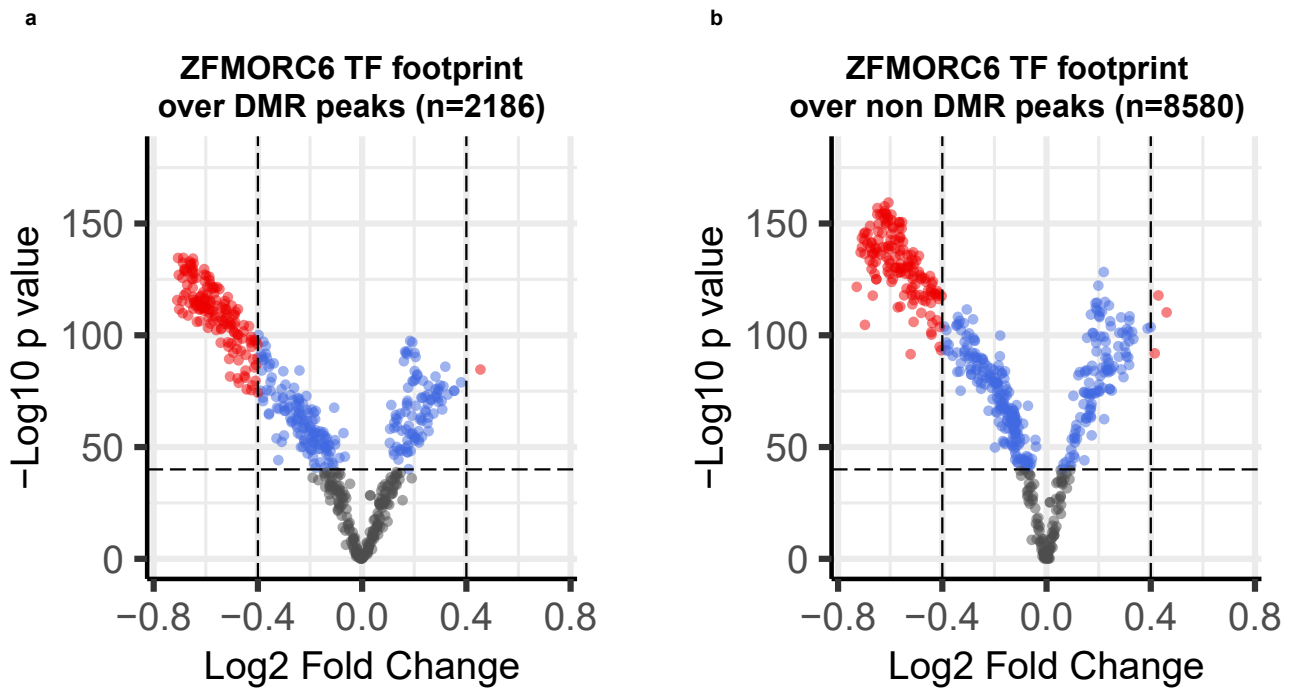 a
ZFMORC6 TF footprint
over DMR peaks (n=2186)
150
100
50
0
−Log10 p value
−0.8 −0.4 0.0 0.4 0.8
Log2 Fold Change
b
ZFMORC6 TF footprint
over non DMR peaks (n=8580)
150
100
50
0
−Log10 p value
−0.8 −0.4 0.0 0.4 0.8
Log2 Fold Change